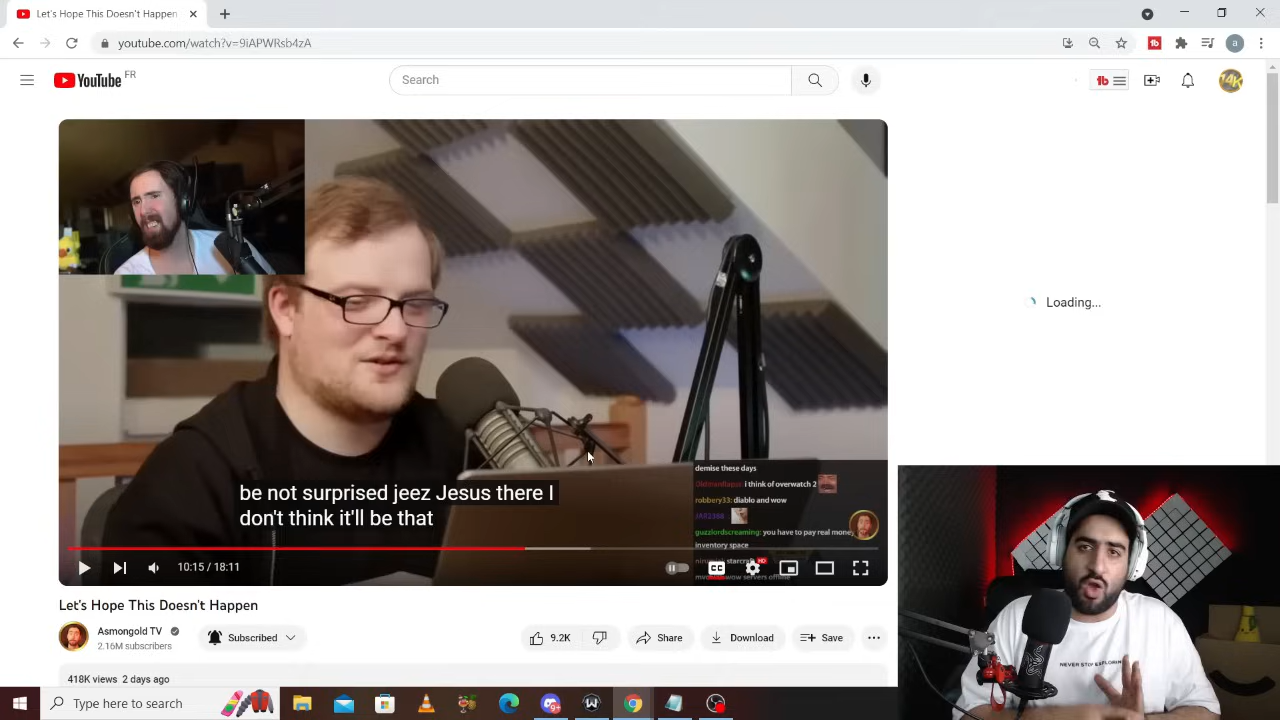 Let's Hope This Doesn't Happen
youtube.com/watch?v=9iAPWRsb4zA
YouTube FR
Search
Loading...
demise these days
i think of overwatch 2
robbery33: diablo and wow
guzzlordscreaming: you have to pay real money
inventory space
be not surprised jeez Jesus there I
don't think it'll be that
10:15 / 18:11
CC
HD
Let's Hope This Doesn't Happen
Asmongold TV
2.16M subscribers
Subscribed
9.2K
Share
Download
Save
418K views 2 days ago
NEVER STOP EXPLORING
Type here to search